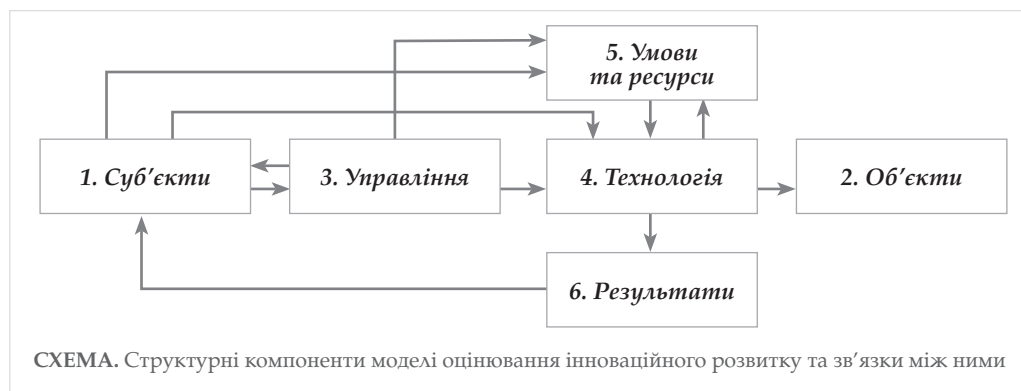 5. Умови
та ресурси
1. Суб’єкти
3. Управління
4. Технологія
2. Об’єкти
6. Результати
СХЕМА. Структурні компоненти моделі оцінювання інноваційного розвитку та зв’язки між ними